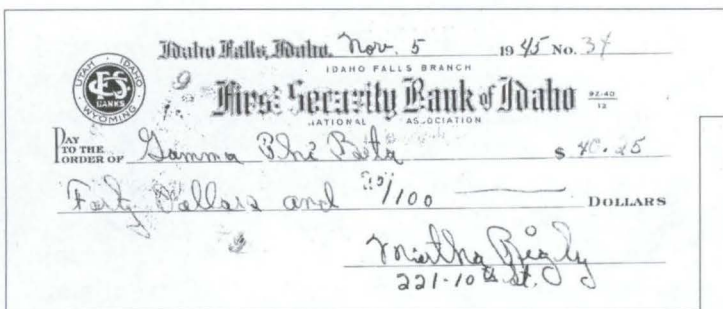 Idaho Falls, Idaho, Nov. 5 1945 No. 34
IDAHO FALLS BRANCH
UTAH · IDAHO
FS
BANKS
WYOMING
First Security Bank of Idaho 92-40
NATIONAL ASSOCIATION 12
PAY TO THE ORDER OF Gamma Phi Beta $ 40.25
Forty Dollars and 25/100 DOLLARS
Martha Rigby
221-10th St.